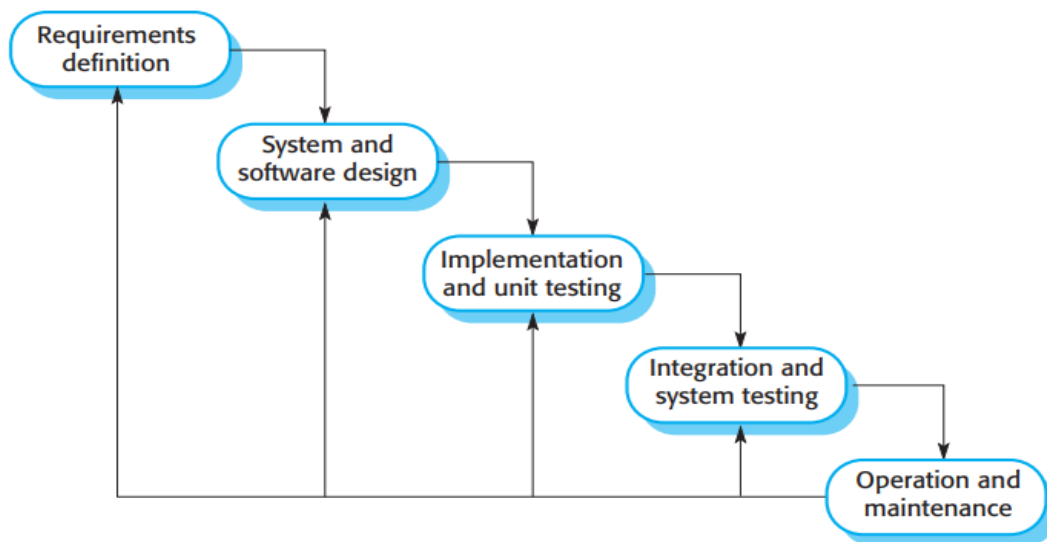 Requirements
definition
System and
software design
Implementation
and unit testing
Integration and
system testing
Operation and
maintenance